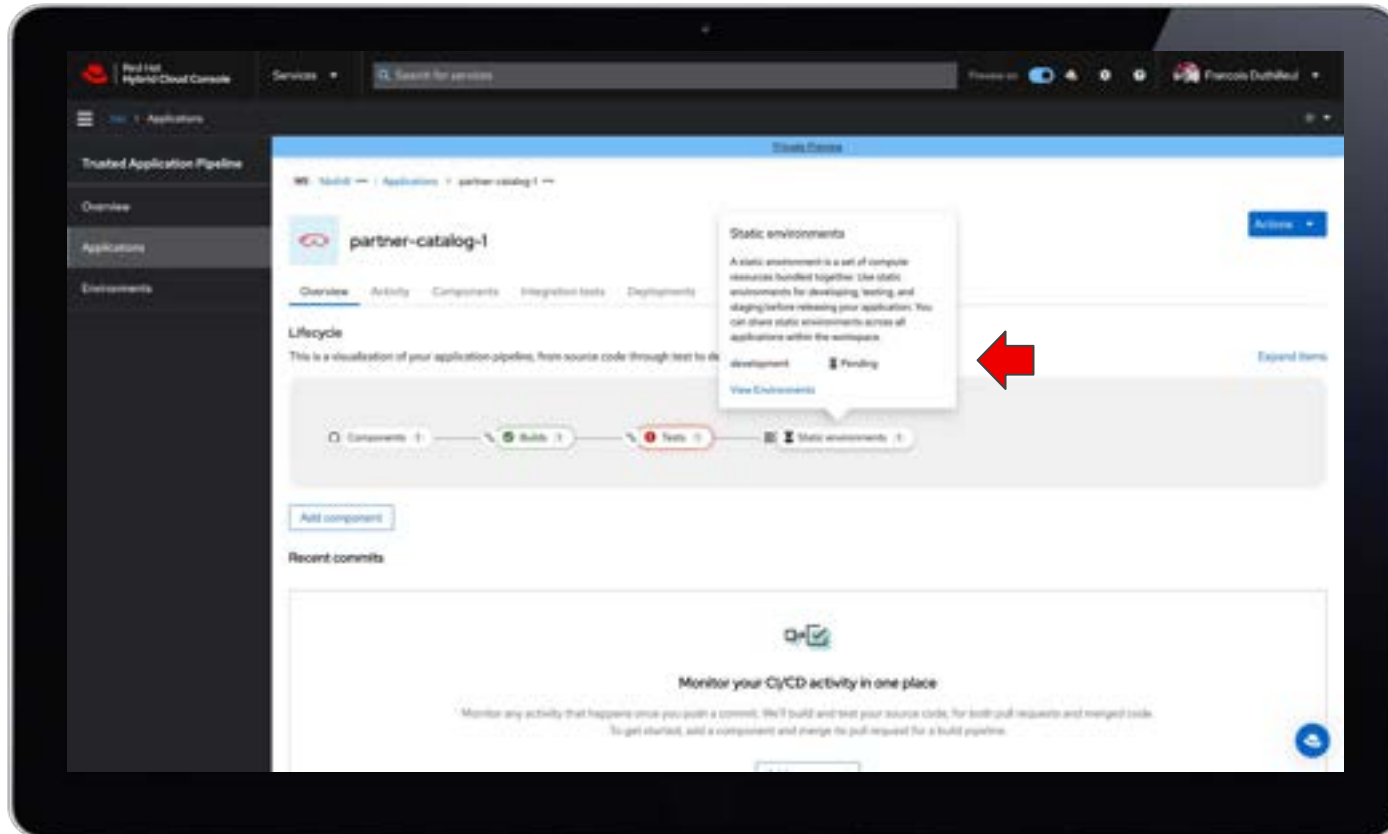 Red Hat
Hybrid Cloud Console
Services
Search for services
Preview on
Francois Duthilleul
Applications
Private Preview
Trusted Application Pipeline
Overview
Applications
Environments
Applications > partner-catalog-1
partner-catalog-1
Actions
Overview Activity Components Integration tests Deployments
Static environments
A static environment is a set of compute
resources bundled together. Use static
environments for developing, testing, and
staging before releasing your application. You
can share static environments across all
applications within the workspace.
development Pending
View Environments
Lifecycle
This is a visualization of your application pipeline, from source code through test to
Expand items
Components 1 Builds 1 Tests 1 Static environments 1
Add component
Recent commits
Monitor your CI/CD activity in one place
Monitor any activity that happens once you push a commit. We'll build and test your source code, for both pull requests and merged code.
To get started, add a component and merge its pull request for a build pipeline.